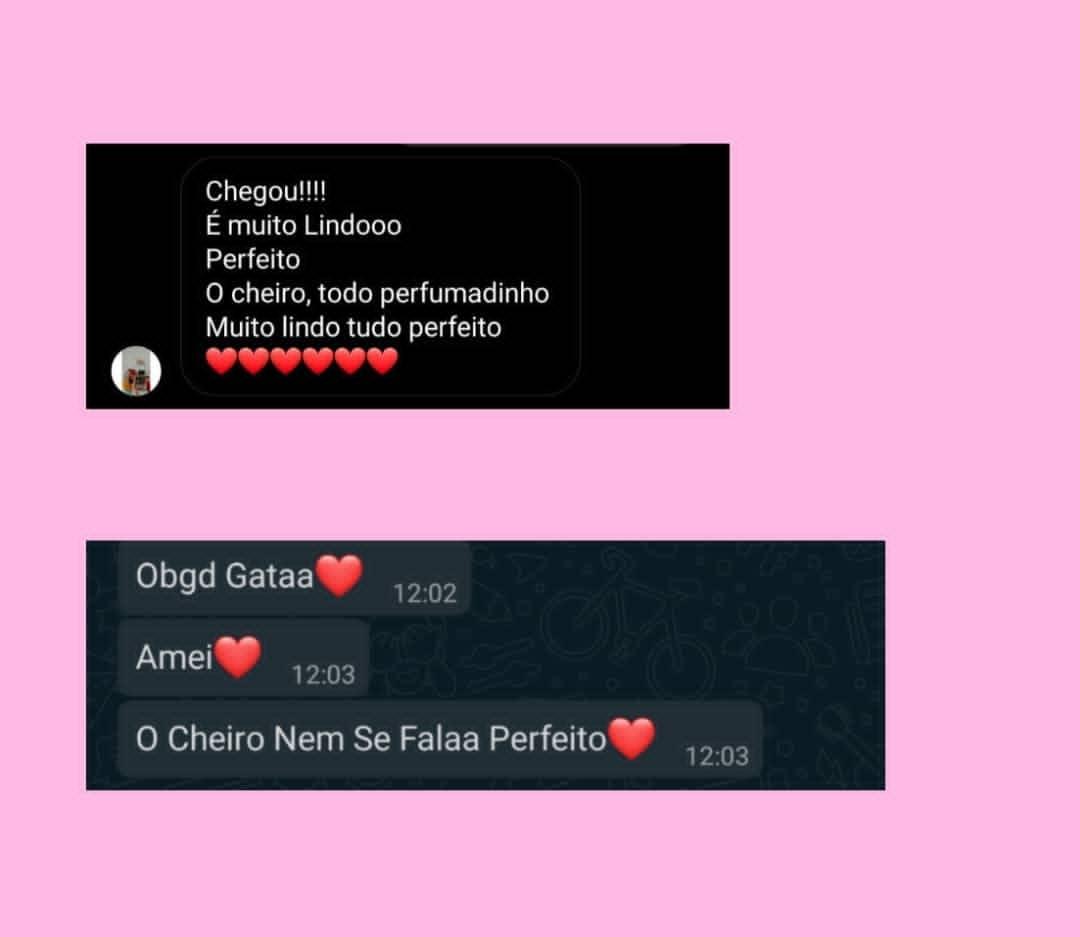 Chegou!!!!
É muito Lindooo
Perfeito
O cheiro, todo perfumadinho
Muito lindo tudo perfeito
❤️❤️❤️❤️❤️❤️
Obgd Gataa❤️ 12:02
Amei❤️ 12:03
O Cheiro Nem Se Falaa Perfeito❤️ 12:03